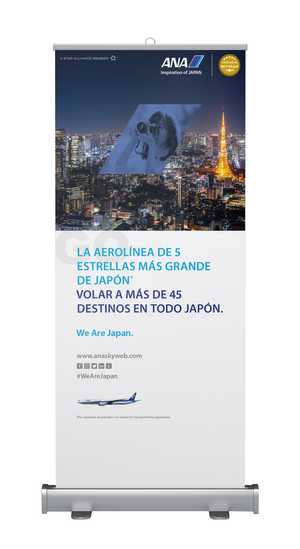 A STAR ALLIANCE MEMBER
ANA
Inspiration of JAPAN
GO
LA AEROLÍNEA DE 5
ESTRELLAS MÁS GRANDE
DE JAPÓN*
VOLAR A MÁS DE 45
DESTINOS EN TODO JAPÓN.
We Are Japan.
www.anaskyweb.com
#WeAreJapan